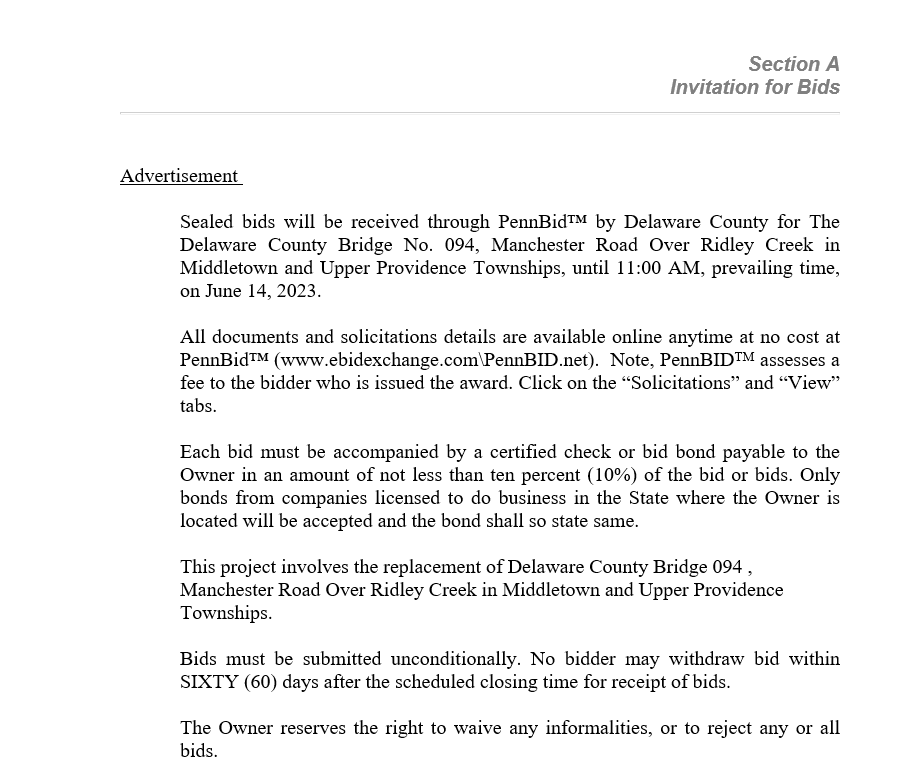 Section A
Invitation for Bids
Advertisement
Sealed bids will be received through PennBid™ by Delaware County for The
Delaware County Bridge No. 094, Manchester Road Over Ridley Creek in
Middletown and Upper Providence Townships, until 11:00 AM, prevailing time,
on June 14, 2023.
All documents and solicitations details are available online anytime at no cost at
PennBid™ (www.ebidexchange.com\PennBID.net). Note, PennBID™ assesses a
fee to the bidder who is issued the award. Click on the “Solicitations” and “View”
tabs.
Each bid must be accompanied by a certified check or bid bond payable to the
Owner in an amount of not less than ten percent (10%) of the bid or bids. Only
bonds from companies licensed to do business in the State where the Owner is
located will be accepted and the bond shall so state same.
This project involves the replacement of Delaware County Bridge 094 ,
Manchester Road Over Ridley Creek in Middletown and Upper Providence
Townships.
Bids must be submitted unconditionally. No bidder may withdraw bid within
SIXTY (60) days after the scheduled closing time for receipt of bids.
The Owner reserves the right to waive any informalities, or to reject any or all
bids.